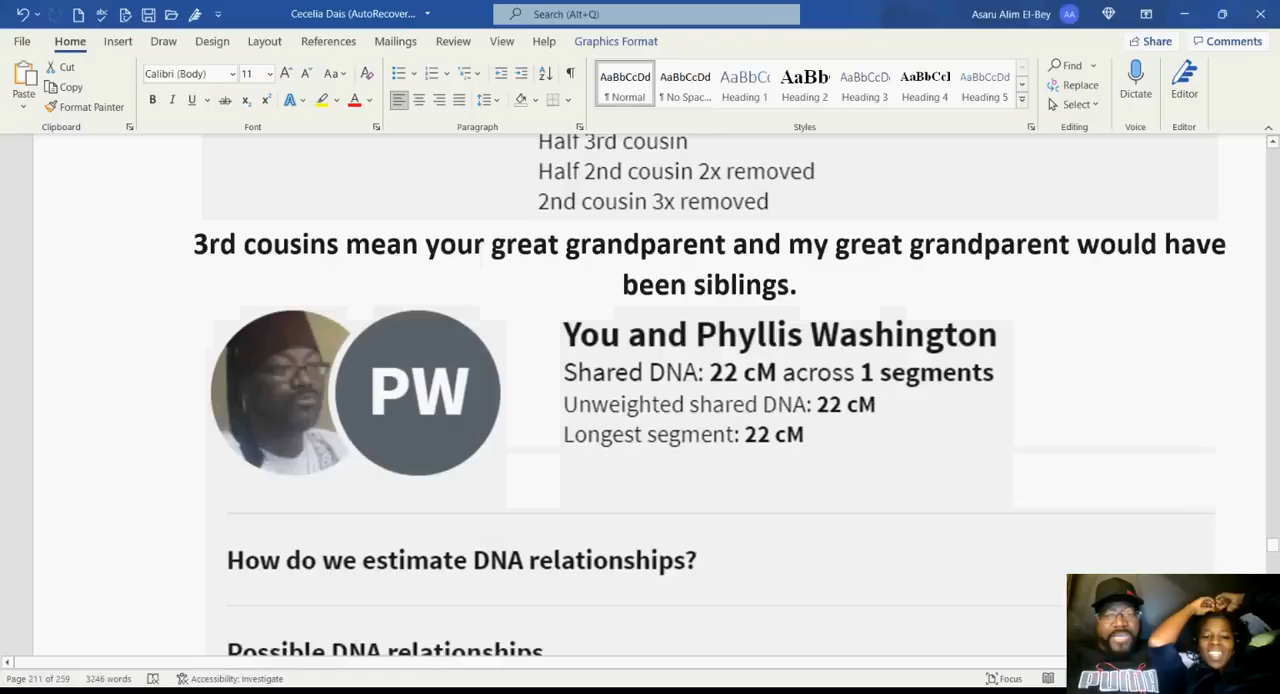 Cecelia Dais (AutoRecover...
Search (Alt+Q)
Asaru Alim El-Bey
AA
File Home Insert Draw Design Layout References Mailings Review View Help Graphics Format
Share
Comments
Paste
Cut
Copy
Format Painter
Clipboard
Calibri (Body) 11
Font
Paragraph
AaBbCcDd AaBbCcDd AaBbCc AaBb AaBbCcD AaBbCcI AaBbCcDd
¶ Normal ¶ No Spac... Heading 1 Heading 2 Heading 3 Heading 4 Heading 5
Styles
Find
Replace
Select
Editing
Dictate
Voice
Editor
Editor
Half 3rd cousin
Half 2nd cousin 2x removed
2nd cousin 3x removed
3rd cousins mean your great grandparent and my great grandparent would have
been siblings.
PW
You and Phyllis Washington
Shared DNA: 22 cM across 1 segments
Unweighted shared DNA: 22 cM
Longest segment: 22 cM
How do we estimate DNA relationships?
Possible DNA relationships
Page 211 of 259 3246 words Accessibility: Investigate
Focus